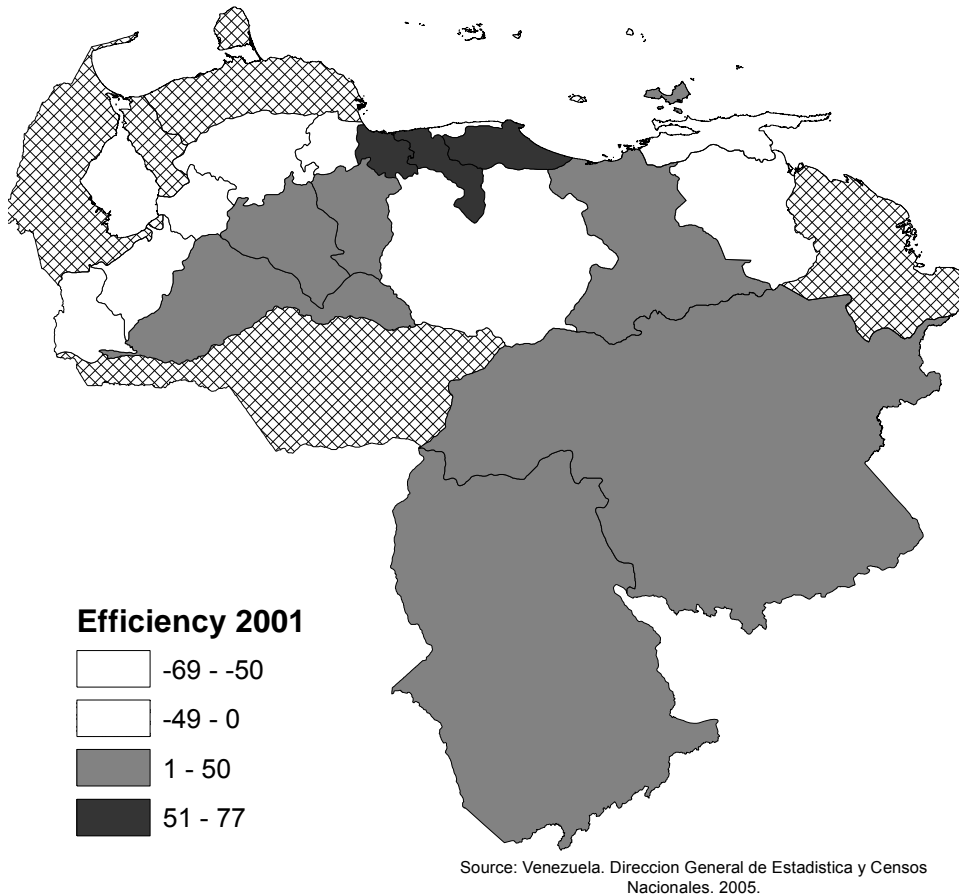 Efficiency 2001
-69 - -50
-49 - 0
1 - 50
51 - 77
Source: Venezuela. Direccion General de Estadistica y Censos
Nacionales. 2005.